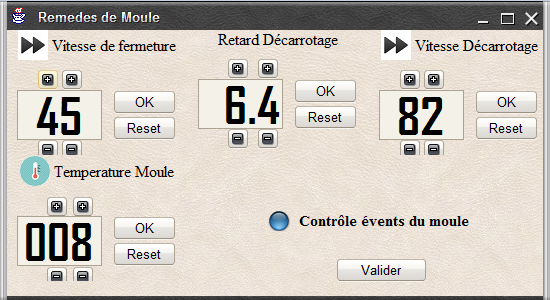 Remedes de Moule
Vitesse de fermeture
Retard Décarrotage
Vitesse Décarrotage
45
OK
Reset
6.4
OK
Reset
82
OK
Reset
Temperature Moule
008
OK
Reset
Contrôle évents du moule
Valider